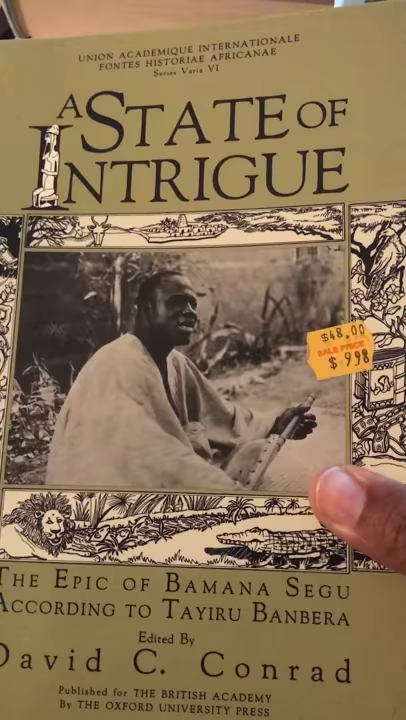 UNION ACADEMIQUE INTERNATIONALE
FONTES HISTORIAE AFRICANAE
Series Varia VI
A STATE OF
INTRIGUE
$48.00
SALE PRICE
$9.98
THE EPIC OF BAMANA SEGU
ACCORDING TO TAYIRU BANBERA
Edited By
David C. Conrad
Published for THE BRITISH ACADEMY
By THE OXFORD UNIVERSITY PRESS